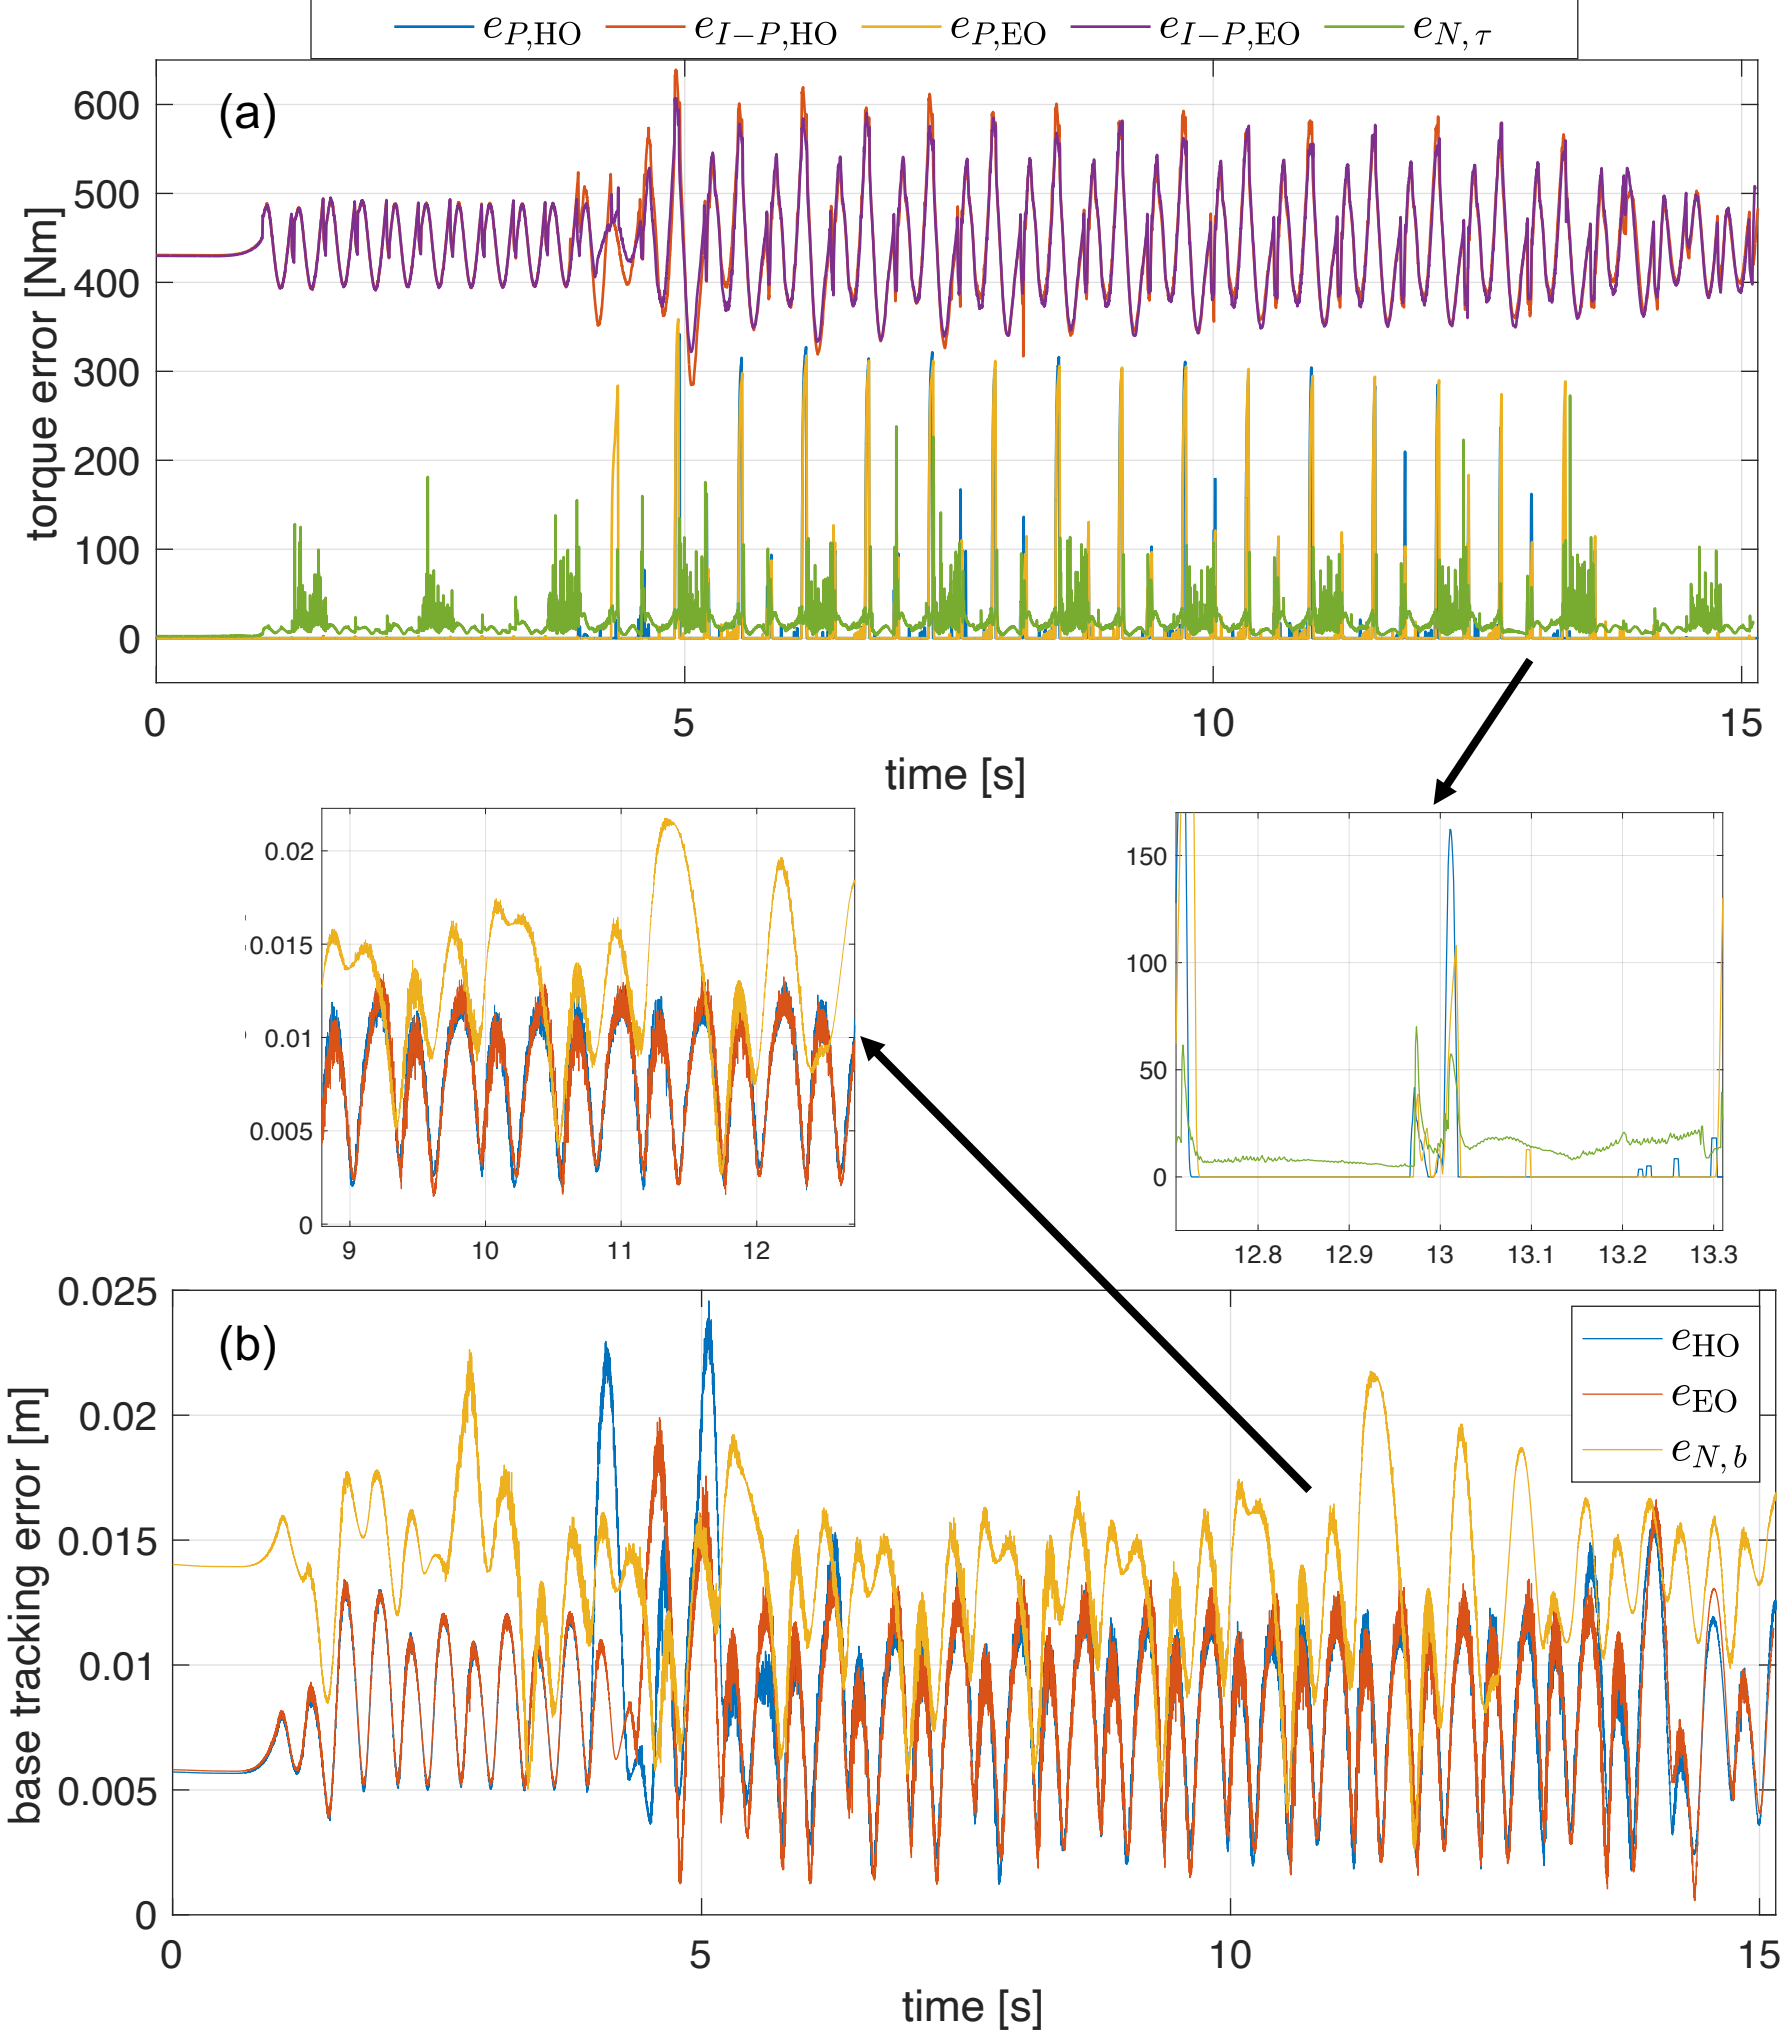 e_{P,HO} e_{I−P,HO} e_{P,EO} e_{I−P,EO} e_{N,τ}
(a)
torque error [Nm]
600
500
400
300
200
100
0
0 5 10 15
time [s]
0.02
0.015
0.01
0.005
0
9 10 11 12
150
100
50
0
12.8 12.9 13 13.1 13.2 13.3
(b)
base tracking error [m]
0.025
0.02
0.015
0.01
0.005
0
e_{HO}
e_{EO}
e_{N,b}
0 5 10 15
time [s]